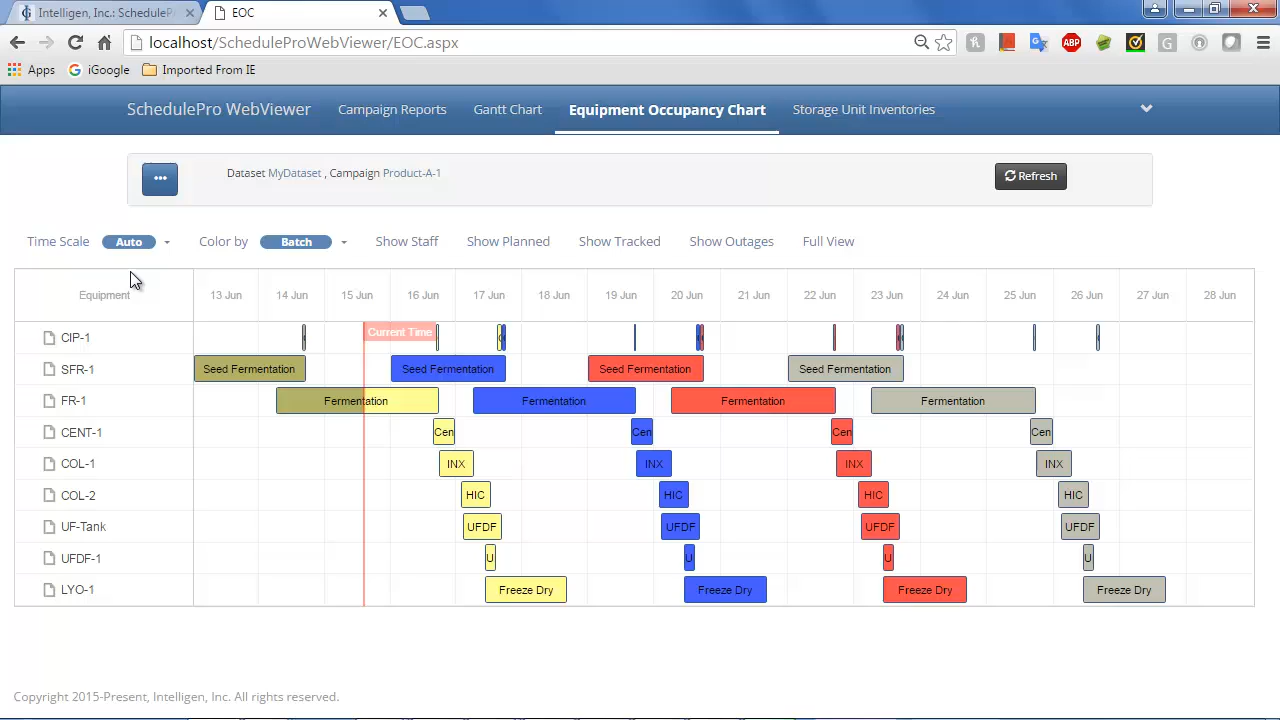 Intelligen, Inc.: ScheduleP
EOC
localhost/ScheduleProWebViewer/EOC.aspx
Apps iGoogle Imported From IE
SchedulePro WebViewer Campaign Reports Gantt Chart Equipment Occupancy Chart Storage Unit Inventories
Dataset MyDataset , Campaign Product-A-1 Refresh
Time Scale Auto Color by Batch Show Staff Show Planned Show Tracked Show Outages Full View
Equipment 13 Jun 14 Jun 15 Jun 16 Jun 17 Jun 18 Jun 19 Jun 20 Jun 21 Jun 22 Jun 23 Jun 24 Jun 25 Jun 26 Jun 27 Jun 28 Jun
CIP-1 Current Time
SFR-1 Seed Fermentation Seed Fermentation Seed Fermentation Seed Fermentation
FR-1 Fermentation Fermentation Fermentation Fermentation
CENT-1 Cen Cen Cen Cen
COL-1 INX INX INX INX
COL-2 HIC HIC HIC HIC
UF-Tank UFDF UFDF UFDF UFDF
UFDF-1 U U U U
LYO-1 Freeze Dry Freeze Dry Freeze Dry Freeze Dry
Copyright 2015-Present, Intelligen, Inc. All rights reserved.